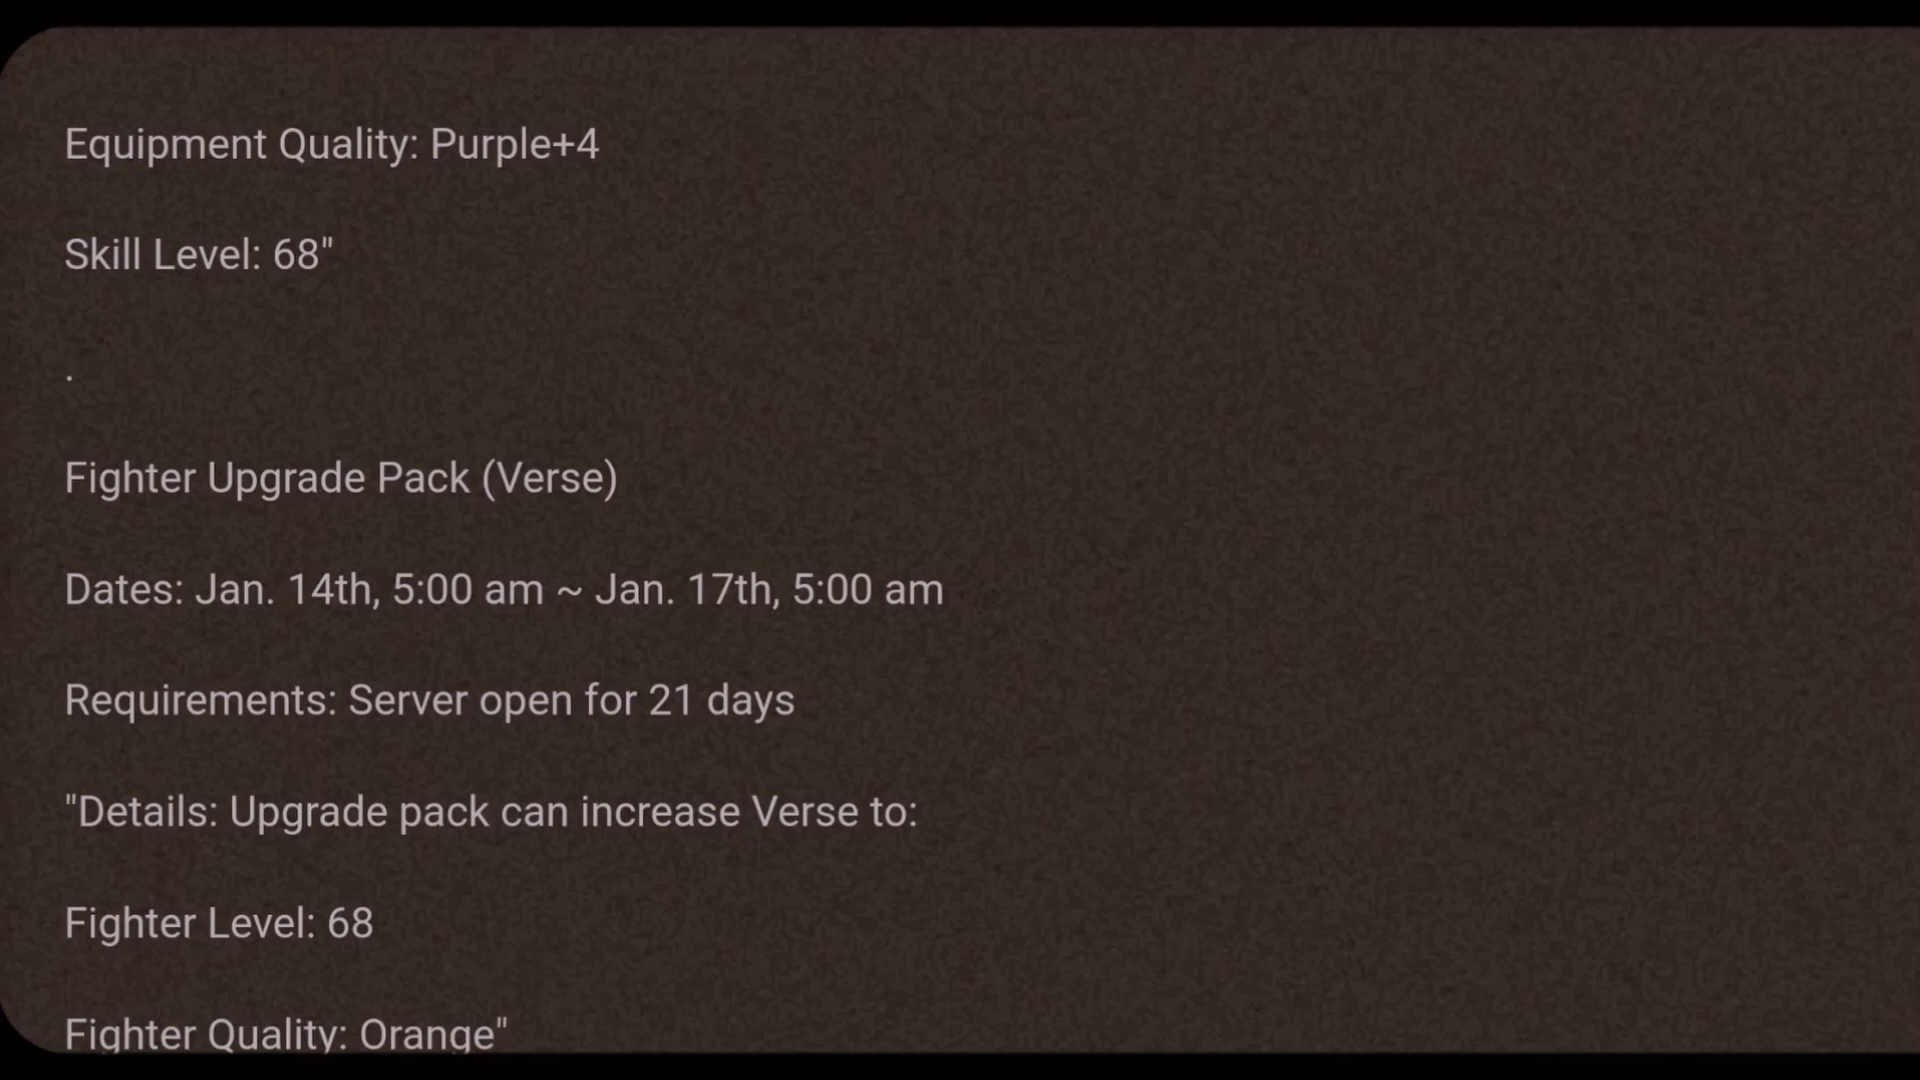 Equipment Quality: Purple+4
Skill Level: 68"
.
Fighter Upgrade Pack (Verse)
Dates: Jan. 14th, 5:00 am ~ Jan. 17th, 5:00 am
Requirements: Server open for 21 days
"Details: Upgrade pack can increase Verse to:
Fighter Level: 68
Fighter Quality: Orange"